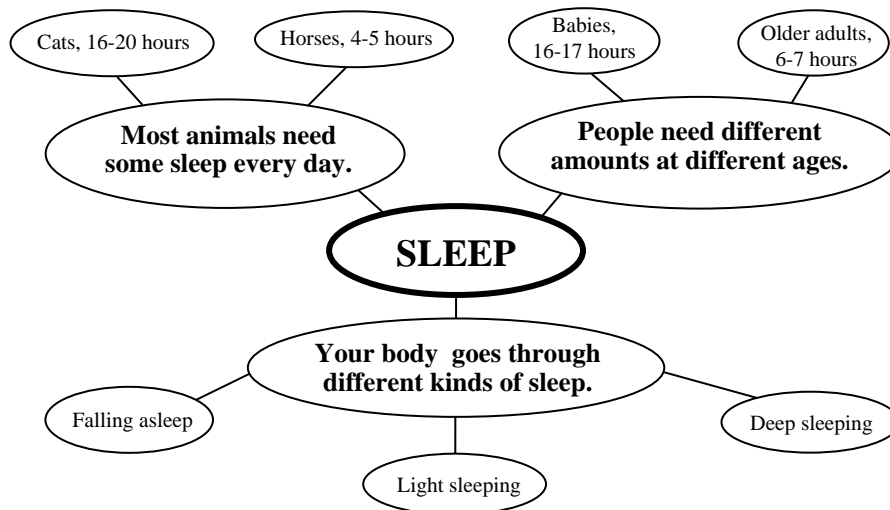 Cats, 16-20 hours
Horses, 4-5 hours
Babies,
16-17 hours
Older adults,
6-7 hours
Most animals need
some sleep every day.
People need different
amounts at different ages.
SLEEP
Your body goes through
different kinds of sleep.
Falling asleep
Light sleeping
Deep sleeping